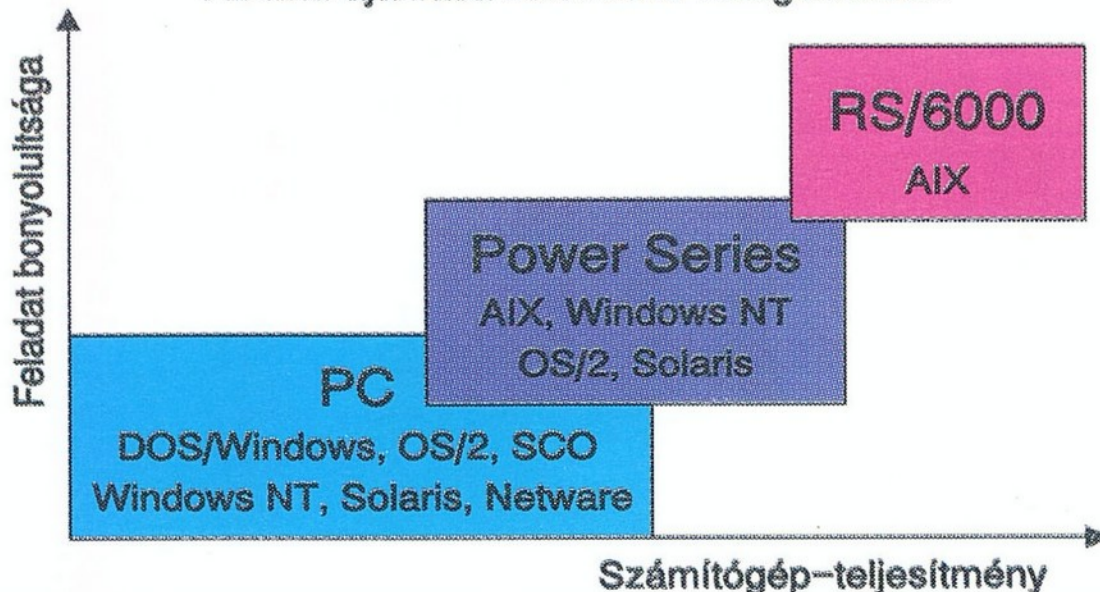 Feladat bonyolultsága
RS/6000
AIX
Power Series
AIX, Windows NT
OS/2, Solaris
PC
DOS/Windows, OS/2, SCO
Windows NT, Solaris, Netware
Számítógép-teljesítmény